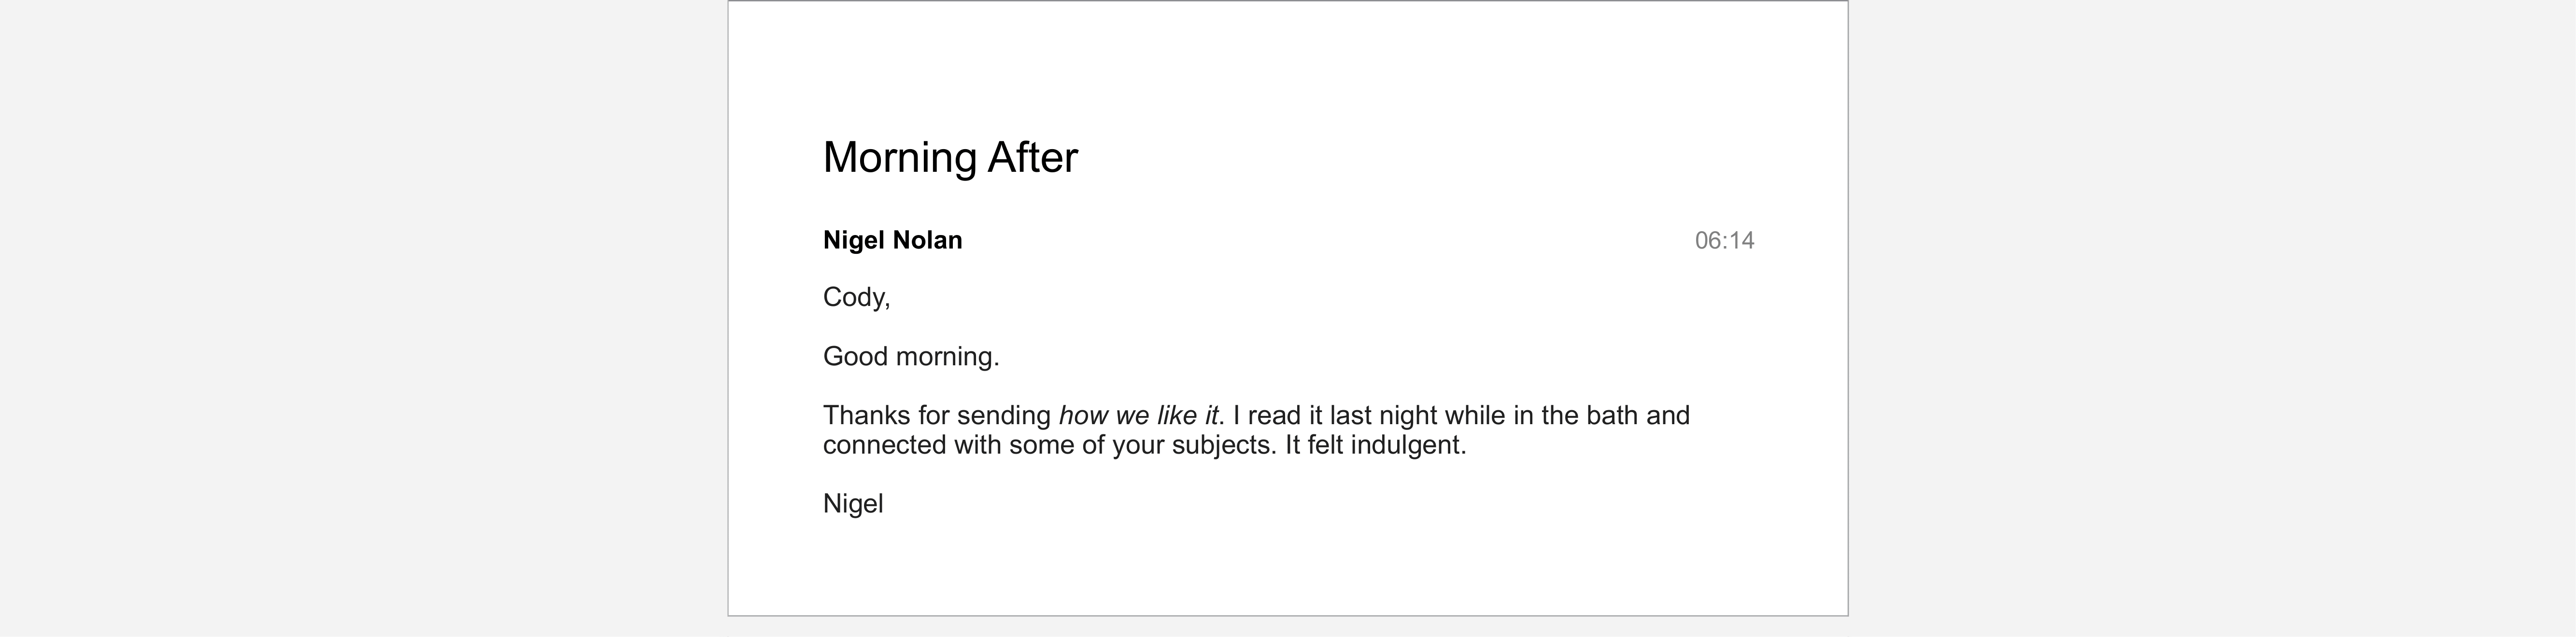 Morning After
Nigel Nolan 06:14
Cody,
Good morning.
Thanks for sending how we like it. I read it last night while in the bath and
connected with some of your subjects. It felt indulgent.
Nigel